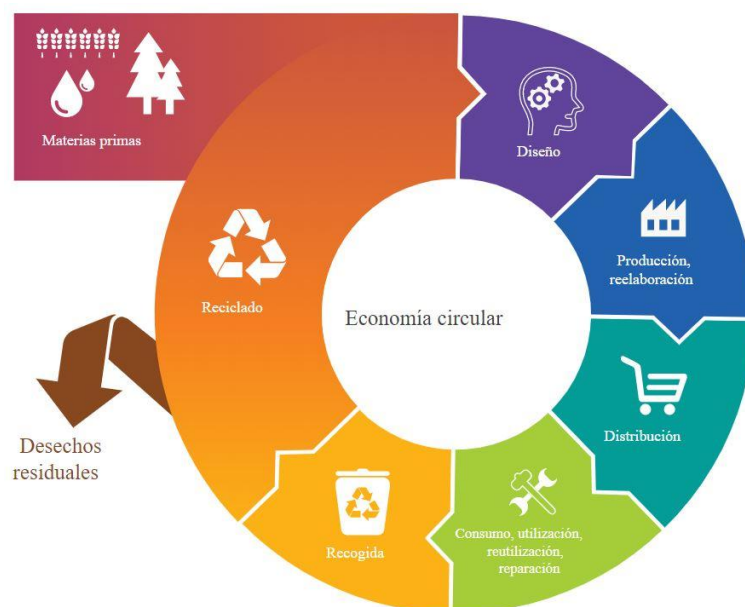 Materias primas
Diseño
Producción,
reelaboración
Reciclado
Economía circular
Distribución
Desechos
residuales
Consumo, utilización,
reutilización,
reparación
Recogida